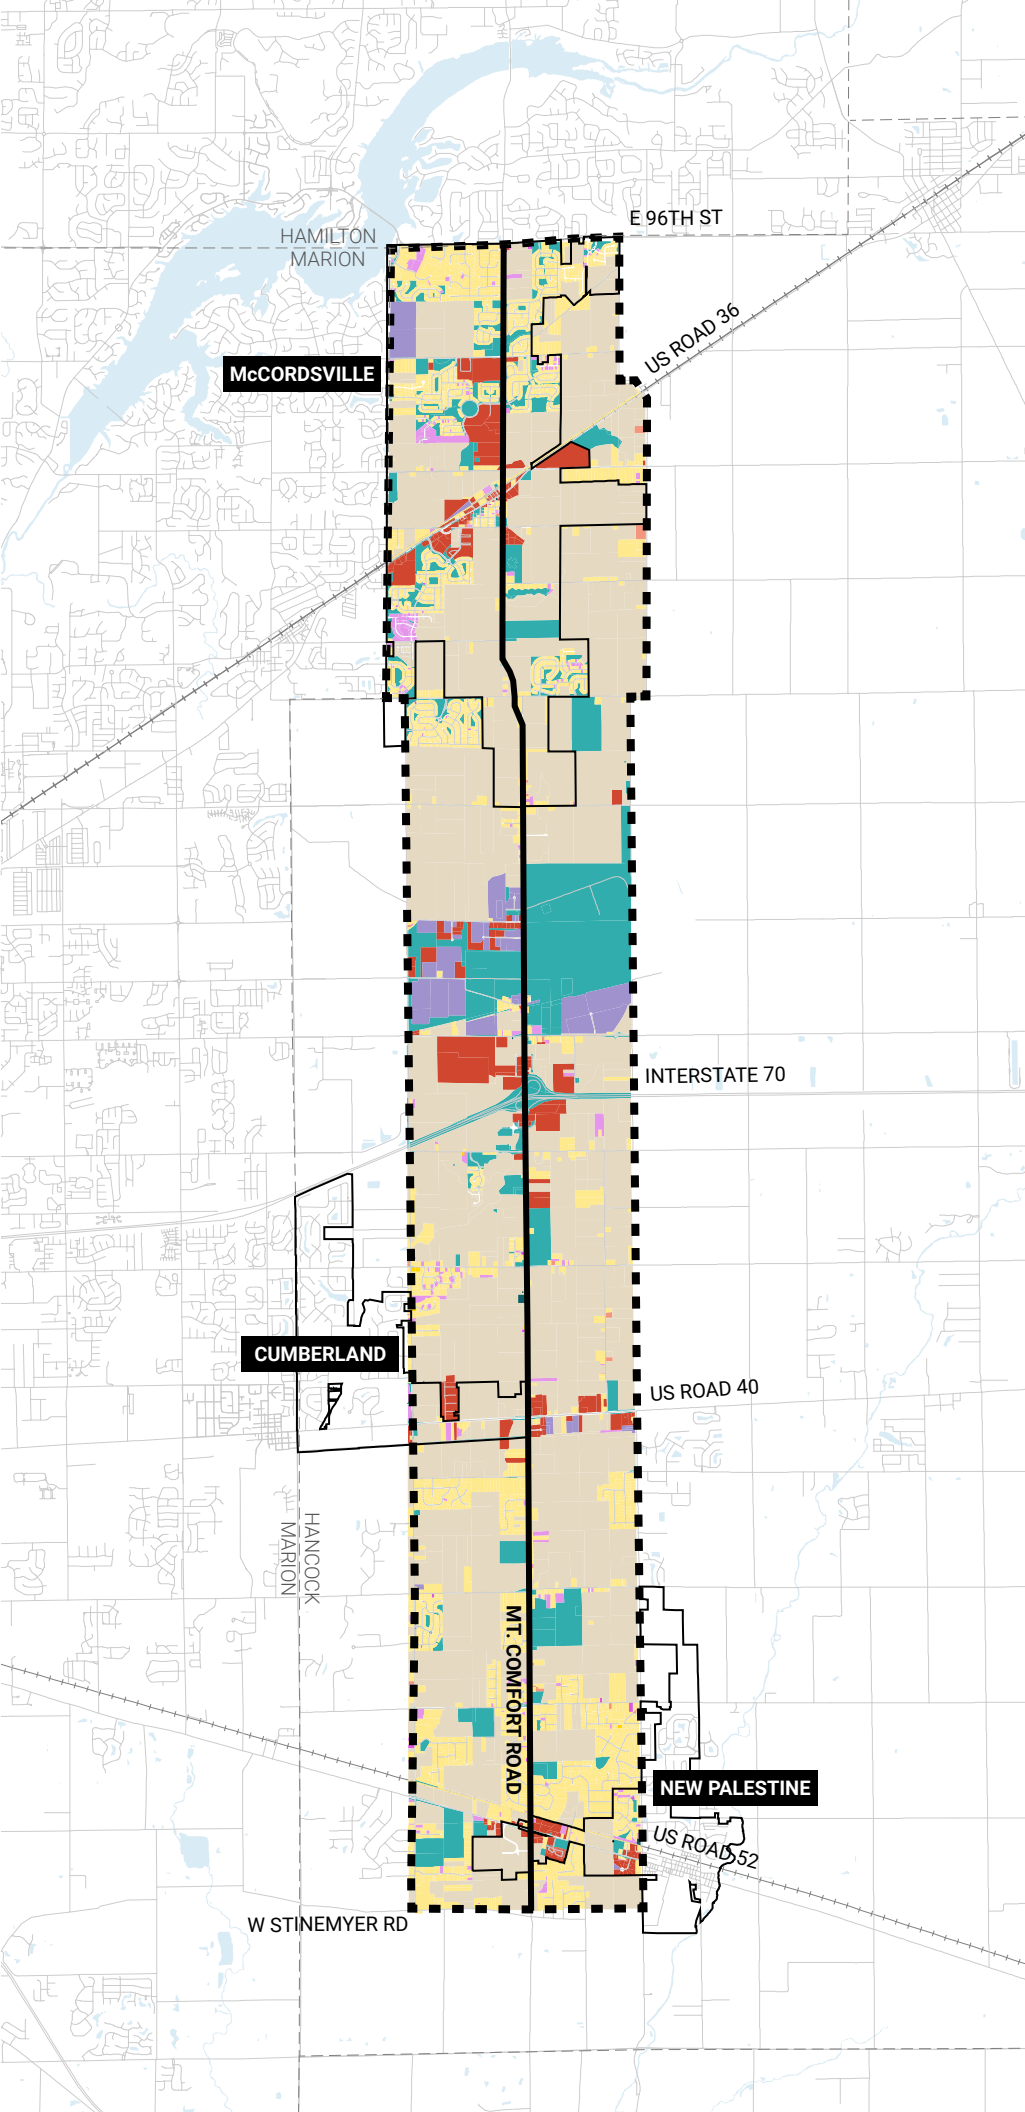 E 96TH ST
HAMILTON
MARION
US ROAD 36
McCORDSVILLE
INTERSTATE 70
CUMBERLAND
US ROAD 40
HANCOCK
MARION
MT. COMFORT ROAD
NEW PALESTINE
US ROAD 52
W STINEMYER RD